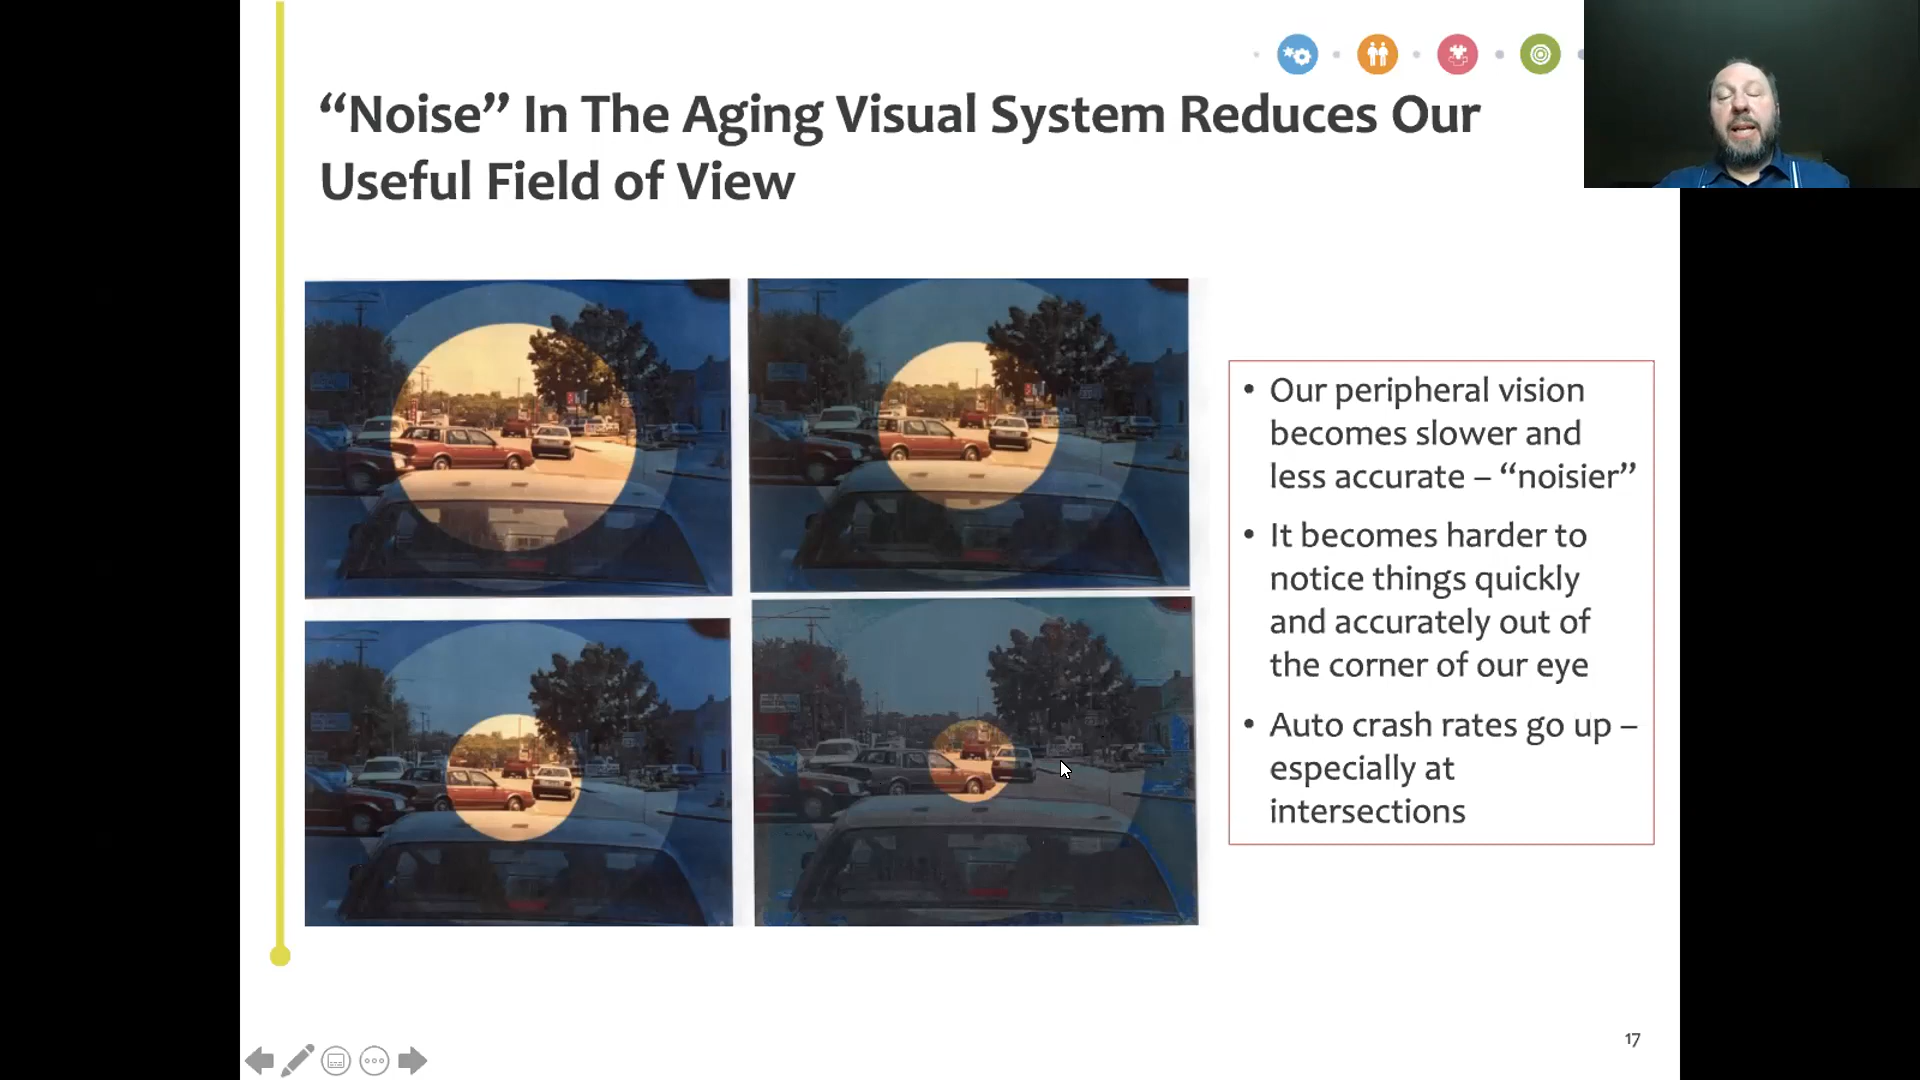 “Noise” In The Aging Visual System Reduces Our
Useful Field of View
• Our peripheral vision
becomes slower and
less accurate – “noisier”
• It becomes harder to
notice things quickly
and accurately out of
the corner of our eye
• Auto crash rates go up –
especially at
intersections
17